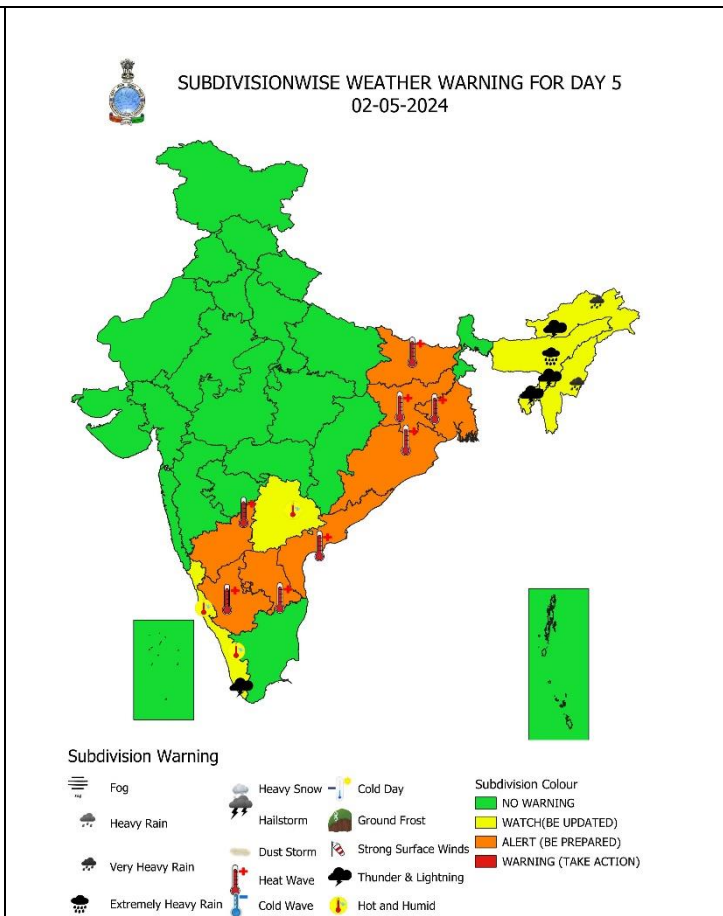 SUBDIVISIONWISE WEATHER WARNING FOR DAY 5
02-05-2024
Subdivision Warning
Fog
Heavy Rain
Very Heavy Rain
Extremely Heavy Rain
Heavy Snow
Hailstorm
Dust Storm
Heat Wave
Cold Wave
Cold Day
Ground Frost
Strong Surface Winds
Thunder & Lightning
Hot and Humid
Subdivision Colour
NO WARNING
WATCH(BE UPDATED)
ALERT (BE PREPARED)
WARNING (TAKE ACTION)